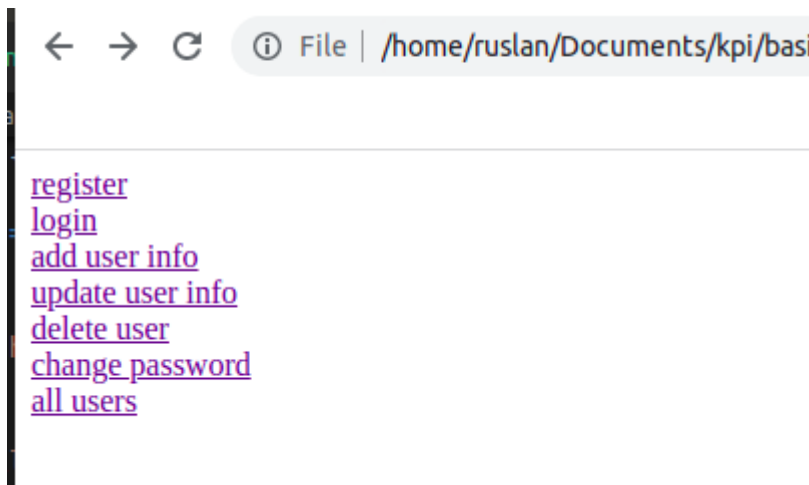 File /home/ruslan/Documents/kpi/basi
register
login
add user info
update user info
delete user
change password
all users